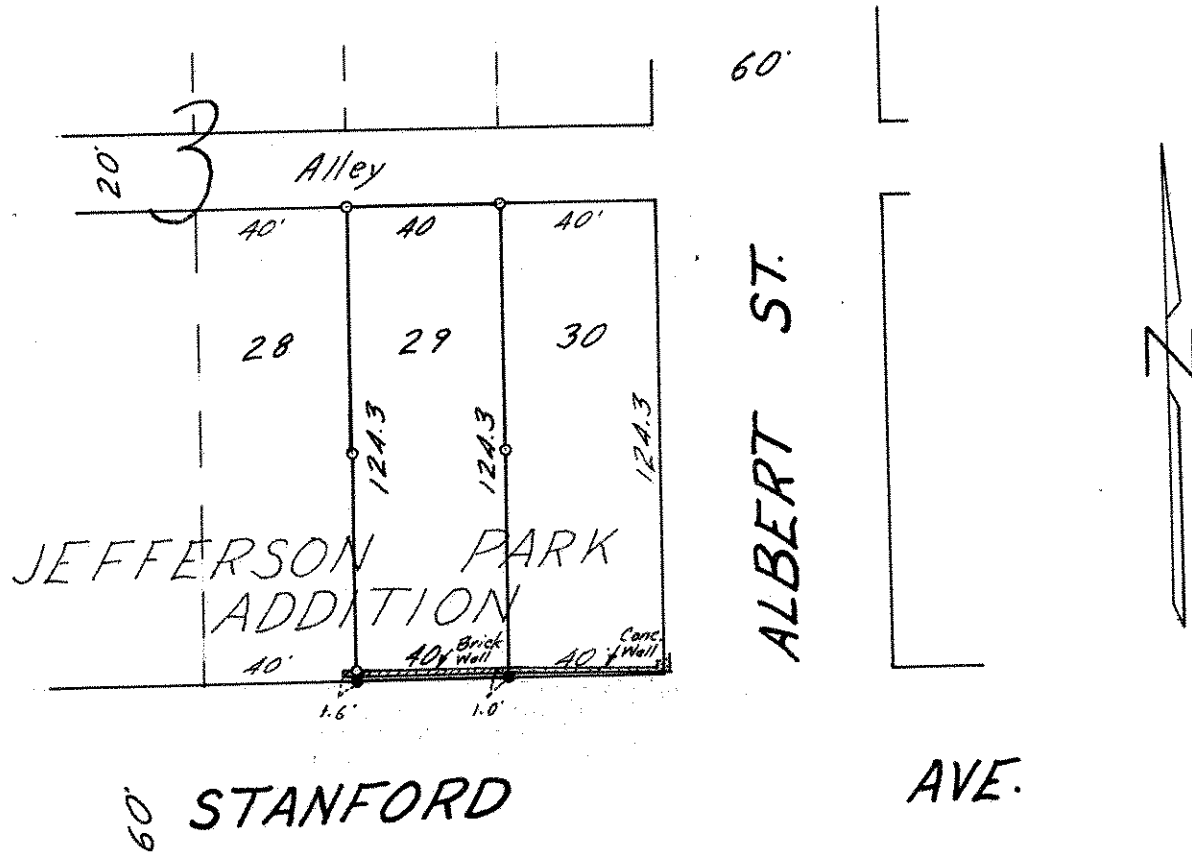 60'
20'
3
Alley
40'
40
40'
28
29
30
124.3
124.3
124.3
ALBERT ST.
N
JEFFERSON PARK
ADDITION
40'
40
Brick
Wall
40
Conc.
Wall
1.6'
1.0'
60'
STANFORD AVE.